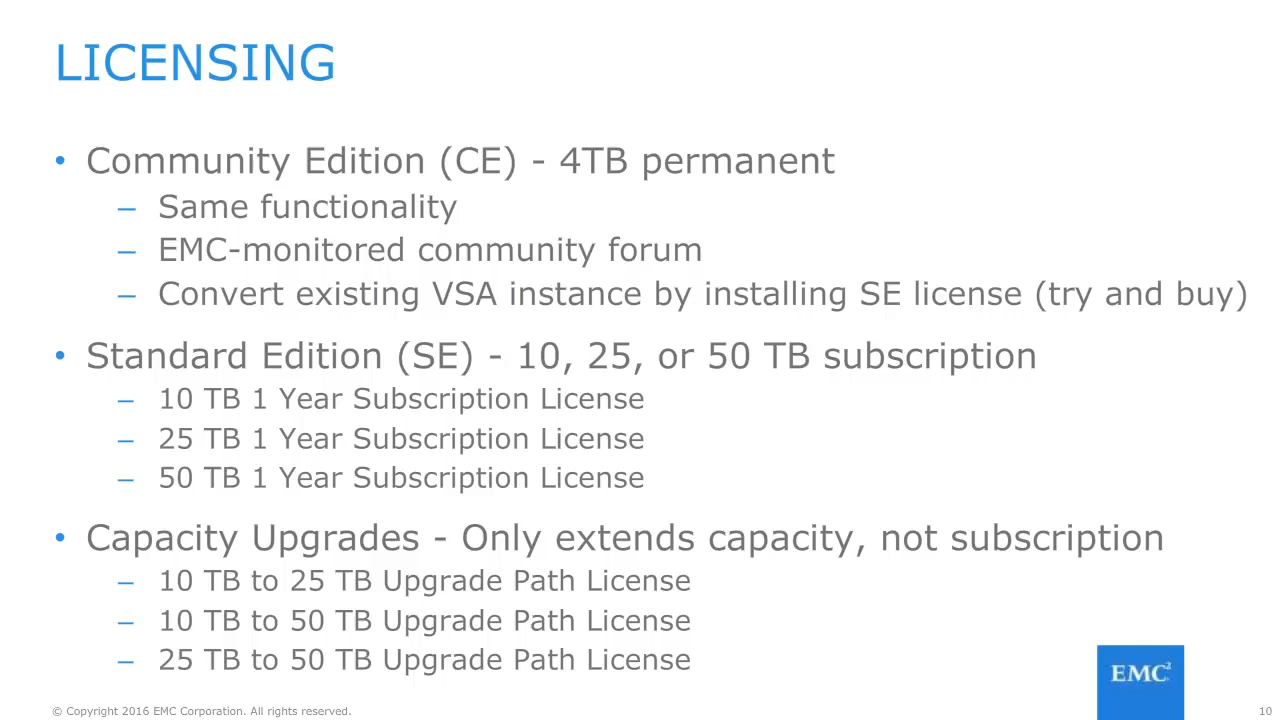 LICENSING
• Community Edition (CE) - 4TB permanent
– Same functionality
– EMC-monitored community forum
– Convert existing VSA instance by installing SE license (try and buy)
• Standard Edition (SE) - 10, 25, or 50 TB subscription
– 10 TB 1 Year Subscription License
– 25 TB 1 Year Subscription License
– 50 TB 1 Year Subscription License
• Capacity Upgrades - Only extends capacity, not subscription
– 10 TB to 25 TB Upgrade Path License
– 10 TB to 50 TB Upgrade Path License
– 25 TB to 50 TB Upgrade Path License
EMC²
© Copyright 2016 EMC Corporation. All rights reserved.
10